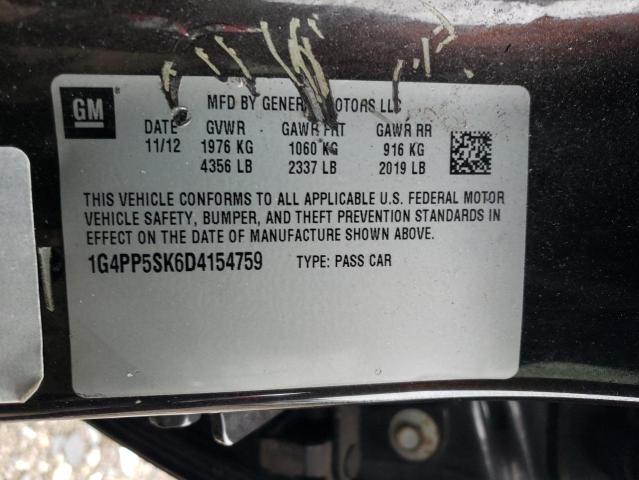 GM
MFD BY GENERAL MOTORS LLC
DATE GVWR GAWR FRT GAWR RR
11/12 1976 KG 1060 KG 916 KG
4356 LB 2337 LB 2019 LB
THIS VEHICLE CONFORMS TO ALL APPLICABLE U.S. FEDERAL MOTOR
VEHICLE SAFETY, BUMPER, AND THEFT PREVENTION STANDARDS IN
EFFECT ON THE DATE OF MANUFACTURE SHOWN ABOVE.
1G4PP5SK6D4154759 TYPE: PASS CAR